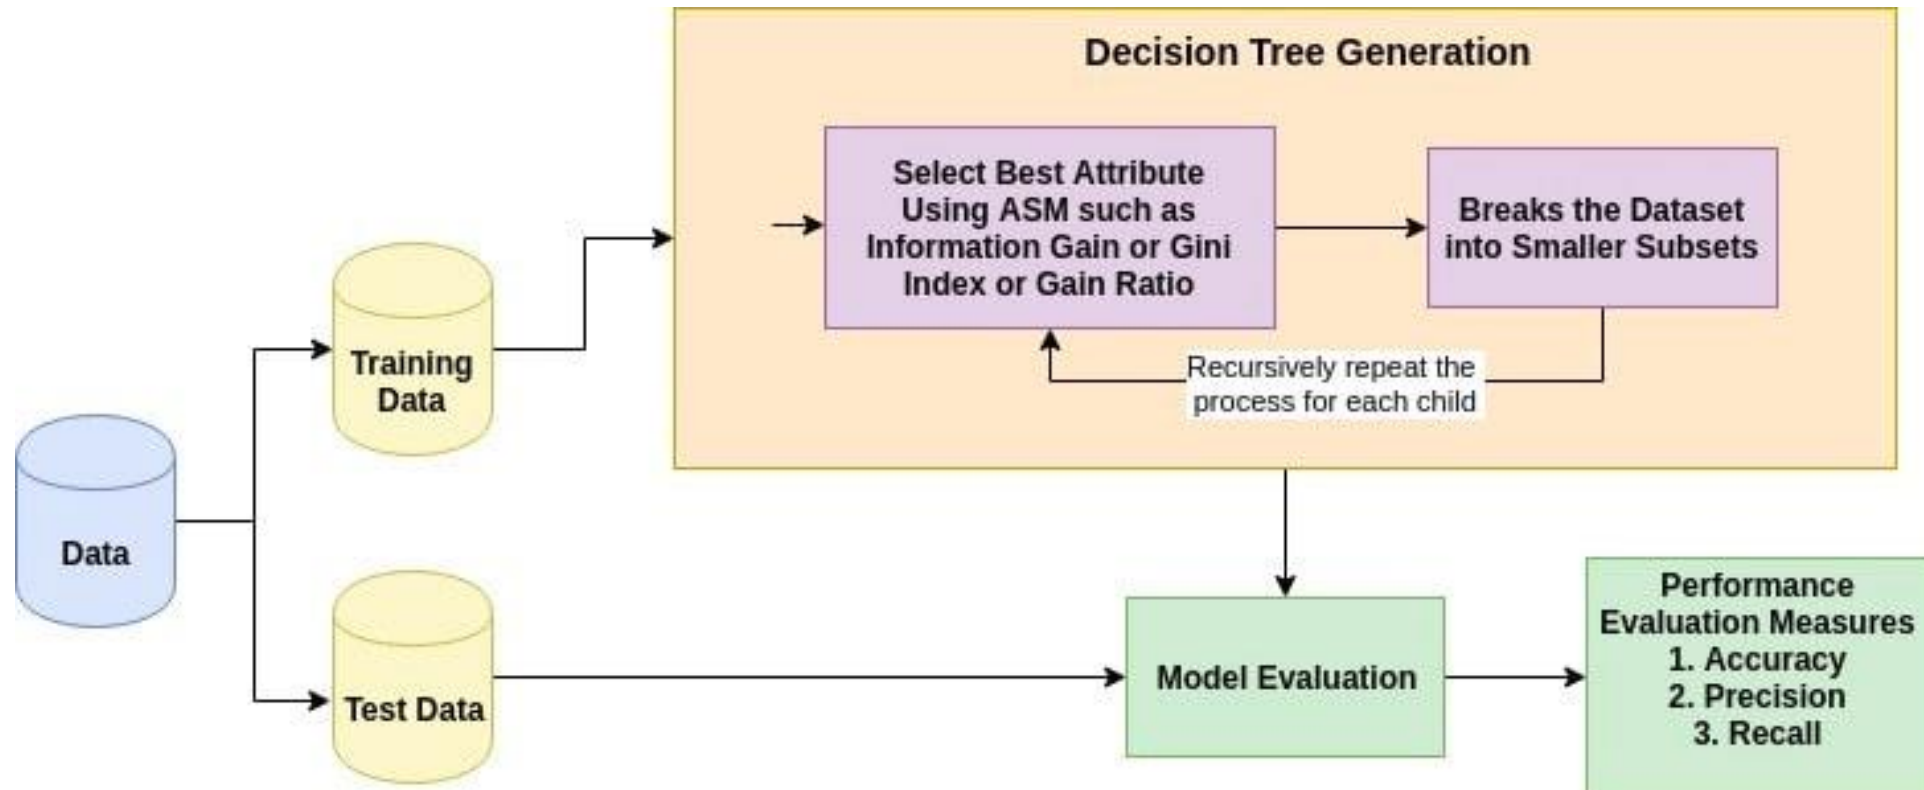 Decision Tree Generation
Select Best Attribute
Using ASM such as
Information Gain or Gini
Index or Gain Ratio
Breaks the Dataset
into Smaller Subsets
Recursively repeat the
process for each child
Training
Data
Data
Test Data
Model Evaluation
Performance
Evaluation Measures
1. Accuracy
2. Precision
3. Recall